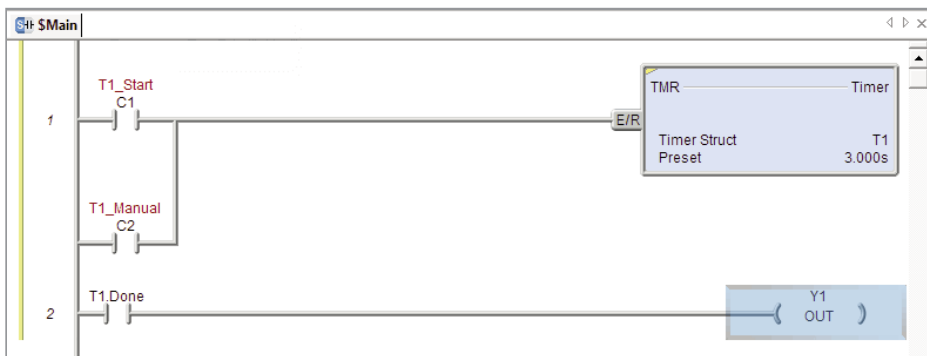 $Main
T1_Start
C1
1
E/R
TMR Timer
Timer Struct T1
Preset 3.000s
T1_Manual
C2
T1.Done
2
Y1
OUT